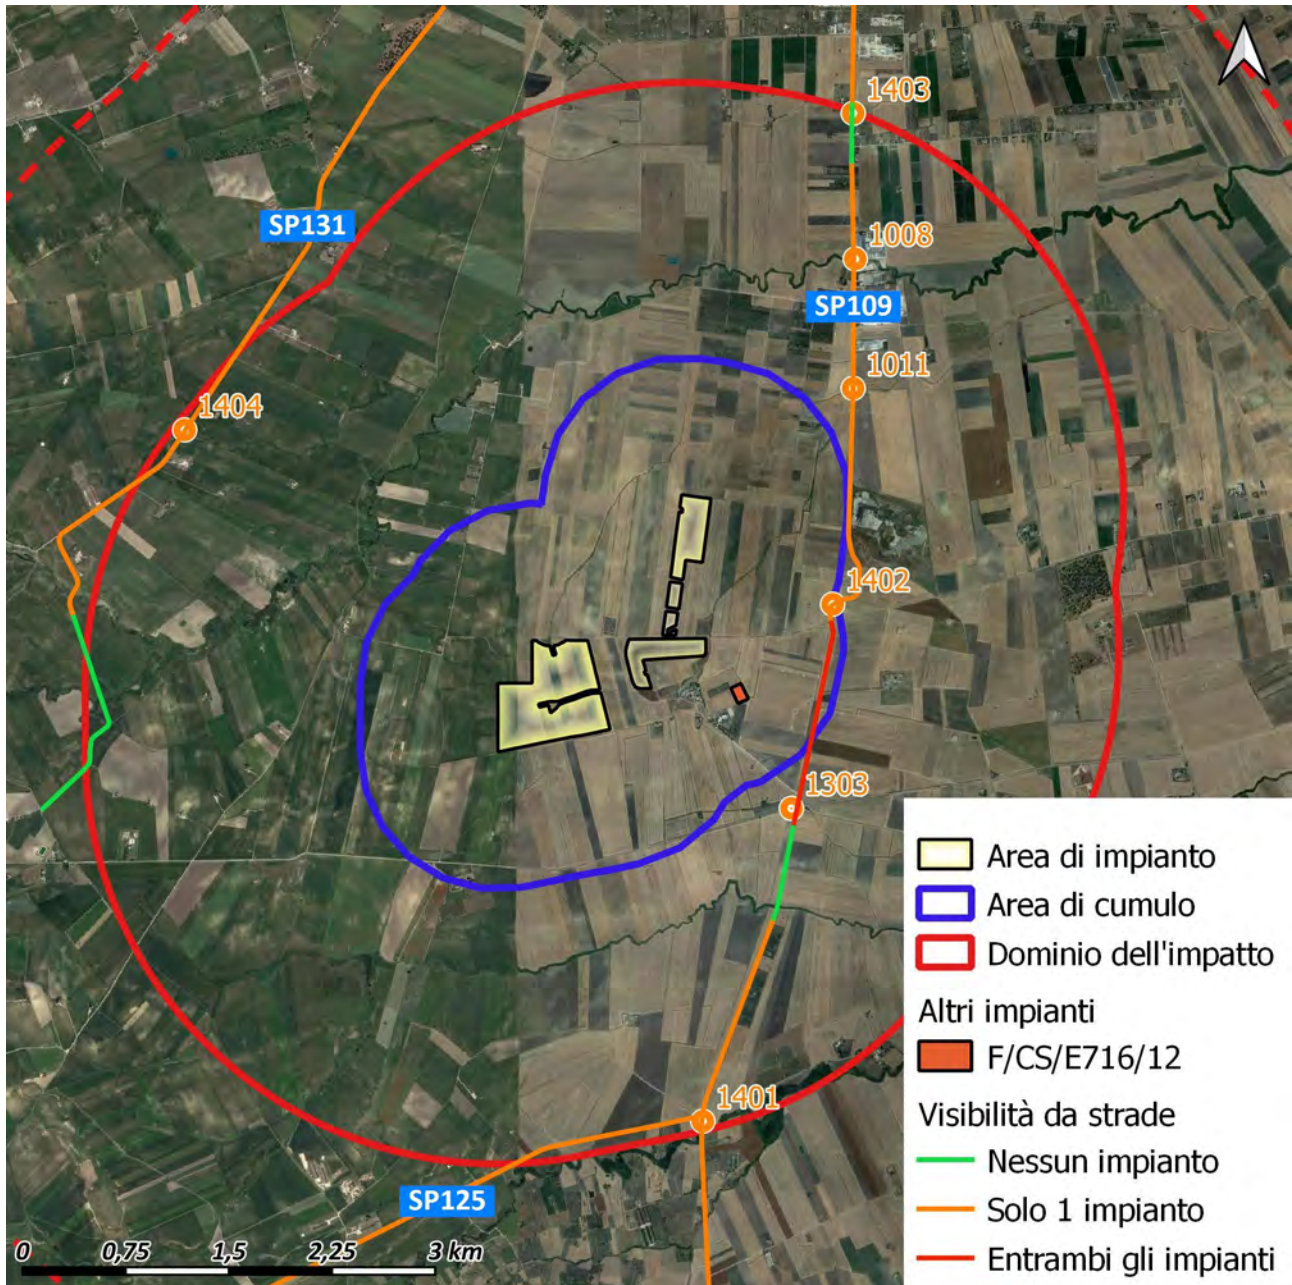 1403
SP131
1008
SP109
1011
1404
1402
1303
Area di impianto
Area di cumulo
Dominio dell'impatto
Altri impianti
F/CS/E716/12
Visibilità da strade
Nessun impianto
Solo 1 impianto
Entrambi gli impianti
1401
SP125
0 0,75 1,5 2,25 3 km